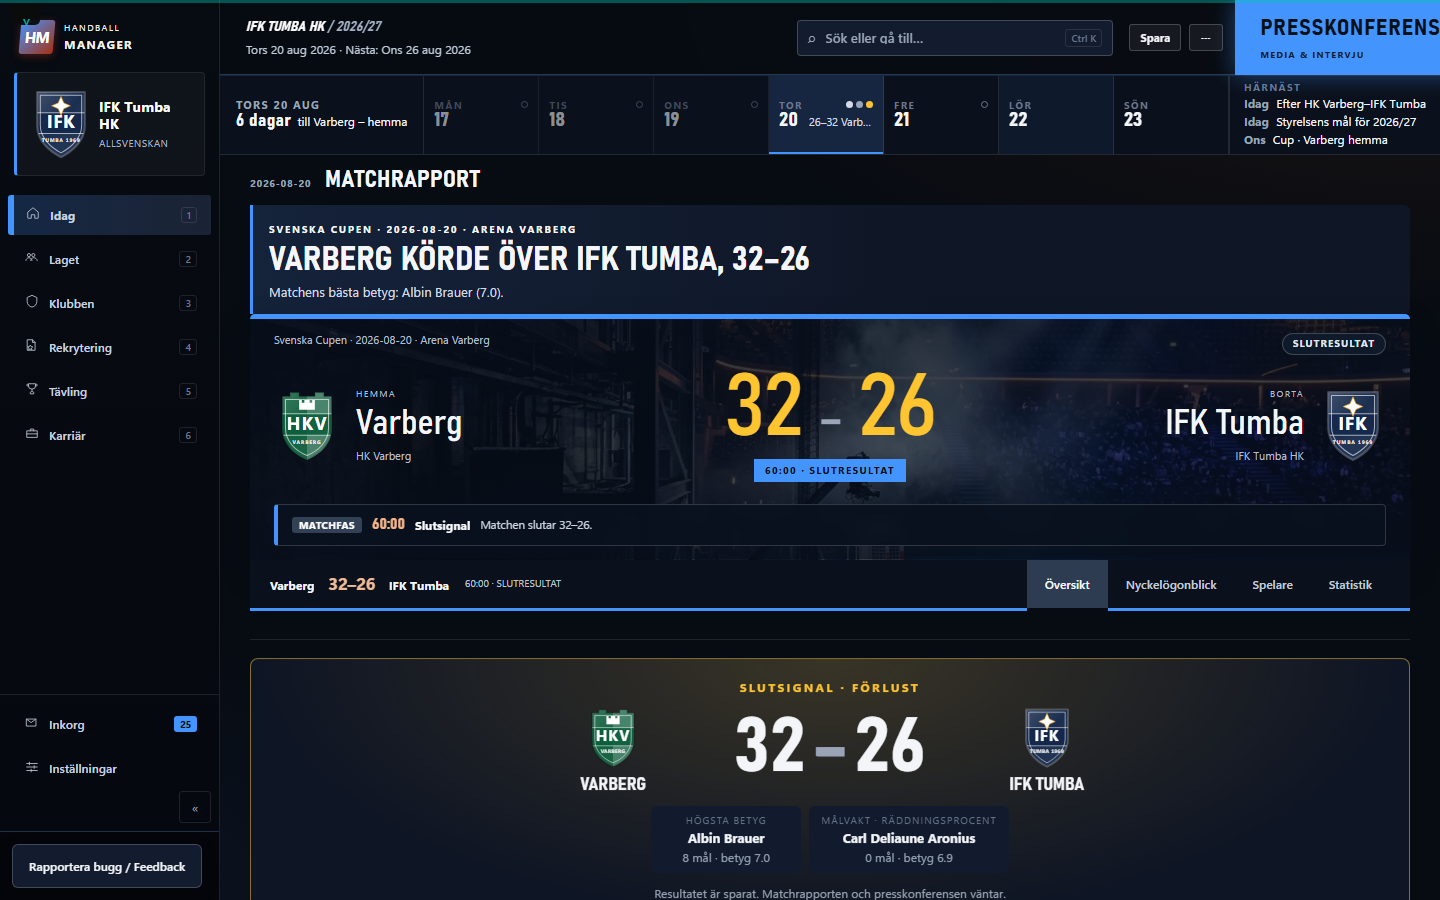 HM
HANDBALL
MANAGER
IFK TUMBA HK / 2026/27
Tors 20 aug 2026 · Nästa: Ons 26 aug 2026
Sök eller gå till...
Ctrl K
Spara
---
PRESSKONFERENS
MEDIA & INTERVJU
IFK
TUMBA 1968
IFK Tumba
HK
ALLSVENSKAN
TORS 20 AUG
6 dagar till Varberg – hemma
MÅN
17
TIS
18
ONS
19
TOR
20 26–32 Varb...
FRE
21
LÖR
22
SÖN
23
HÄRNÄST
Idag Efter HK Varberg–IFK Tumba
Idag Styrelsens mål för 2026/27
Ons Cup · Varberg hemma
Idag 1
Laget 2
Klubben 3
Rekrytering 4
Tävling 5
Karriär 6
Inkorg 25
Inställningar
«
Rapportera bugg / Feedback
2026-08-20 MATCHRAPPORT
SVENSKA CUPEN · 2026-08-20 · ARENA VARBERG
VARBERG KÖRDE ÖVER IFK TUMBA, 32–26
Matchens bästa betyg: Albin Brauer (7.0).
Svenska Cupen · 2026-08-20 · Arena Varberg
SLUTRESULTAT
HKV
VARBERG
HEMMA
Varberg
HK Varberg
32 – 26
60:00 · SLUTRESULTAT
BORTA
IFK Tumba
IFK Tumba HK
IFK
TUMBA 1968
MATCHFAS 60:00 Slutsignal Matchen slutar 32–26.
Varberg 32–26 IFK Tumba 60:00 · SLUTRESULTAT
Översikt Nyckelögonblick Spelare Statistik
SLUTSIGNAL · FÖRLUST
HKV
VARBERG
VARBERG
32 – 26
IFK
TUMBA 1968
IFK TUMBA
HÖGSTA BETYG
Albin Brauer
8 mål · betyg 7.0
MÅLVAKT · RÄDDNINGSPROCENT
Carl Deliaune Aronius
0 mål · betyg 6.9
Resultatet är sparat. Matchrapporten och presskonferensen väntar.